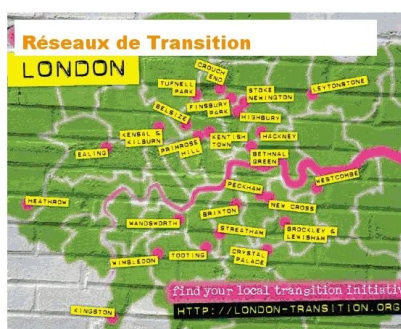 Réseaux de Transition
LONDON
CROUCH
END
TUFNELL
PARK
STOKE
NEWINGTON
LEYTONSTONE
FINSBURY
PARK
BELSIZE
HIGHBURY
KENSAL &
KILBURN
PRIMROSE
HILL
KENTISH
TOWN
HACKNEY
EALING
BETHNAL
GREEN
WESTCOMBE
PECKHAM
HEATHROW
NEW CROSS
BRIXTON
WANDSWORTH
STREATHAM
BROCKLEY &
LEWISHAM
WIMBLEDON
TOOTING
CRYSTAL
PALACE
find your local transition initiativ
KINGSTON
HTTP://LONDON-TRANSITION.ORG